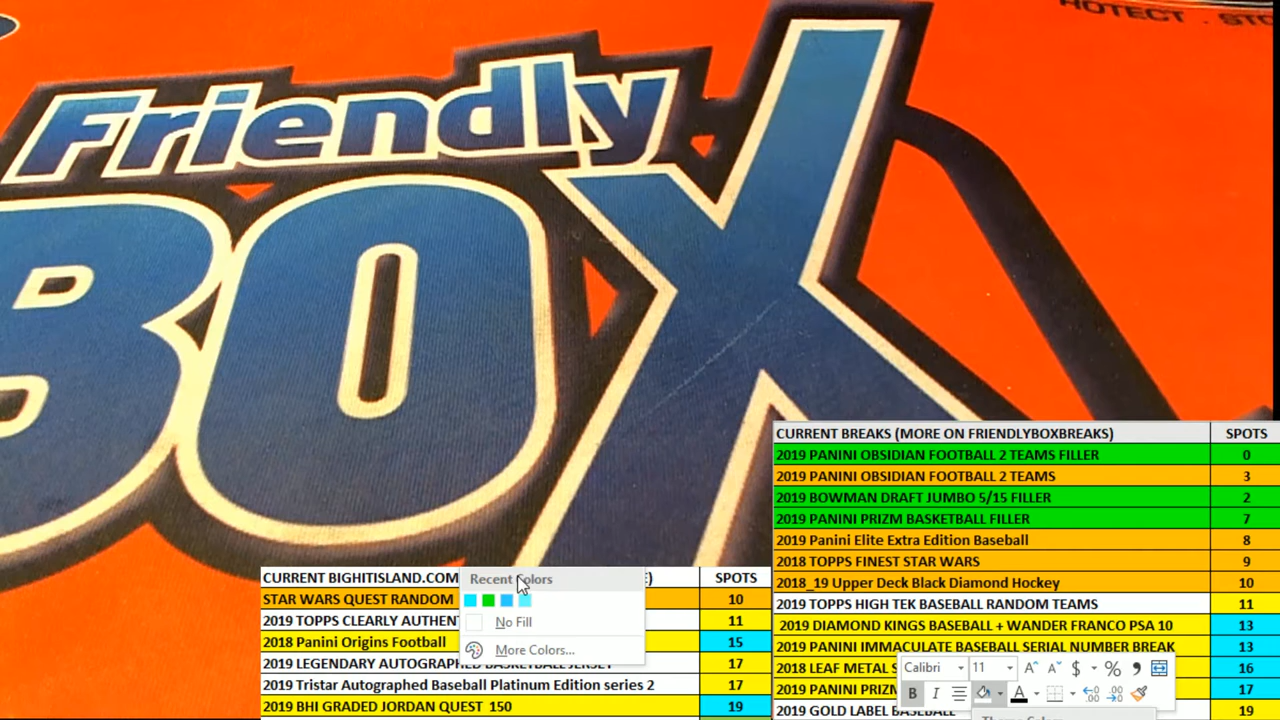 HOTECT . STO
Friendly
BOX
CURRENT BREAKS (MORE ON FRIENDLYBOXBREAKS) SPOTS
2019 PANINI OBSIDIAN FOOTBALL 2 TEAMS FILLER 0
2019 PANINI OBSIDIAN FOOTBALL 2 TEAMS 3
2019 BOWMAN DRAFT JUMBO 5/15 FILLER 2
2019 PANINI PRIZM BASKETBALL FILLER 7
2019 Panini Elite Extra Edition Baseball 8
2018 TOPPS FINEST STAR WARS 9
2018_19 Upper Deck Black Diamond Hockey 10
2019 TOPPS HIGH TEK BASEBALL RANDOM TEAMS 11
2019 DIAMOND KINGS BASEBALL + WANDER FRANCO PSA 10 13
2019 PANINI IMMACULATE BASEBALL SERIAL NUMBER BREAK 13
2018 LEAF METAL S 16
2019 PANINI PRIZM 17
2019 GOLD LABEL BASEBALL 19
Calibri 11
CURRENT BIGHITISLAND.COM SPOTS
STAR WARS QUEST RANDOM 10
2019 TOPPS CLEARLY AUTHENT 11
2018 Panini Origins Football 15
2019 LEGENDARY AUTOGRAPHED BASKETBALL JERSEY 17
2019 Tristar Autographed Baseball Platinum Edition series 2 17
2019 BHI GRADED JORDAN QUEST 150 19
Recent Colors
No Fill
More Colors...